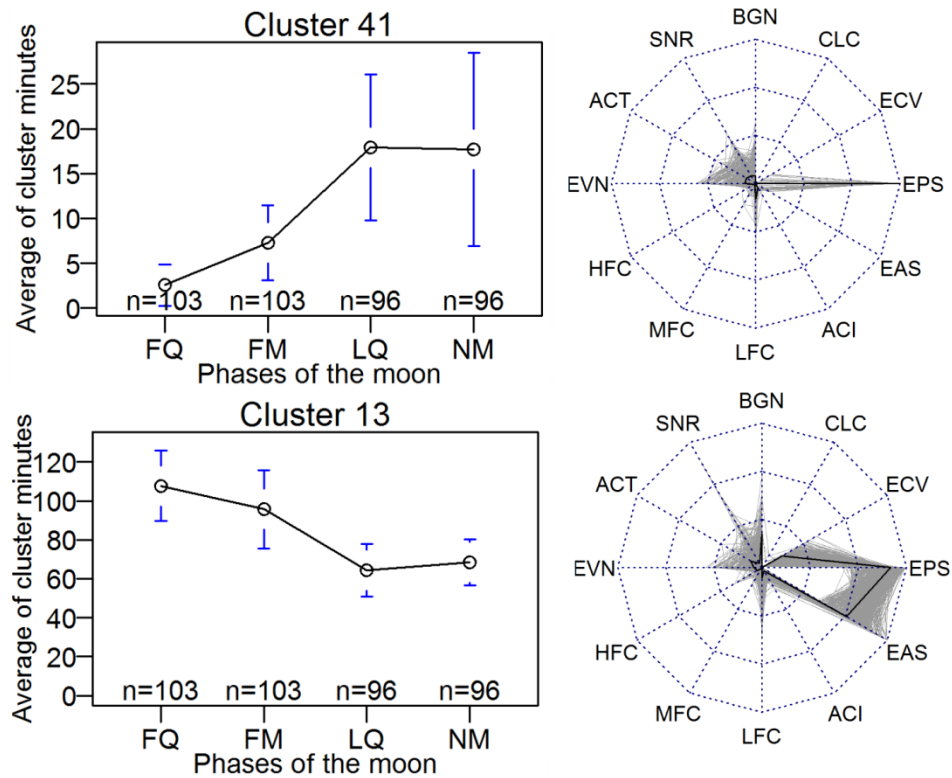 Cluster 41
Average of cluster minutes
25
20
15
10
5
0
n=103 n=103 n=96 n=96
FQ FM LQ NM
Phases of the moon
BGN
SNR CLC
ACT ECV
EVN EPS
HFC EAS
MFC ACI
LFC
Cluster 13
Average of cluster minutes
120
100
80
60
40
20
0
n=103 n=103 n=96 n=96
FQ FM LQ NM
Phases of the moon
BGN
SNR CLC
ACT ECV
EVN EPS
HFC EAS
MFC ACI
LFC